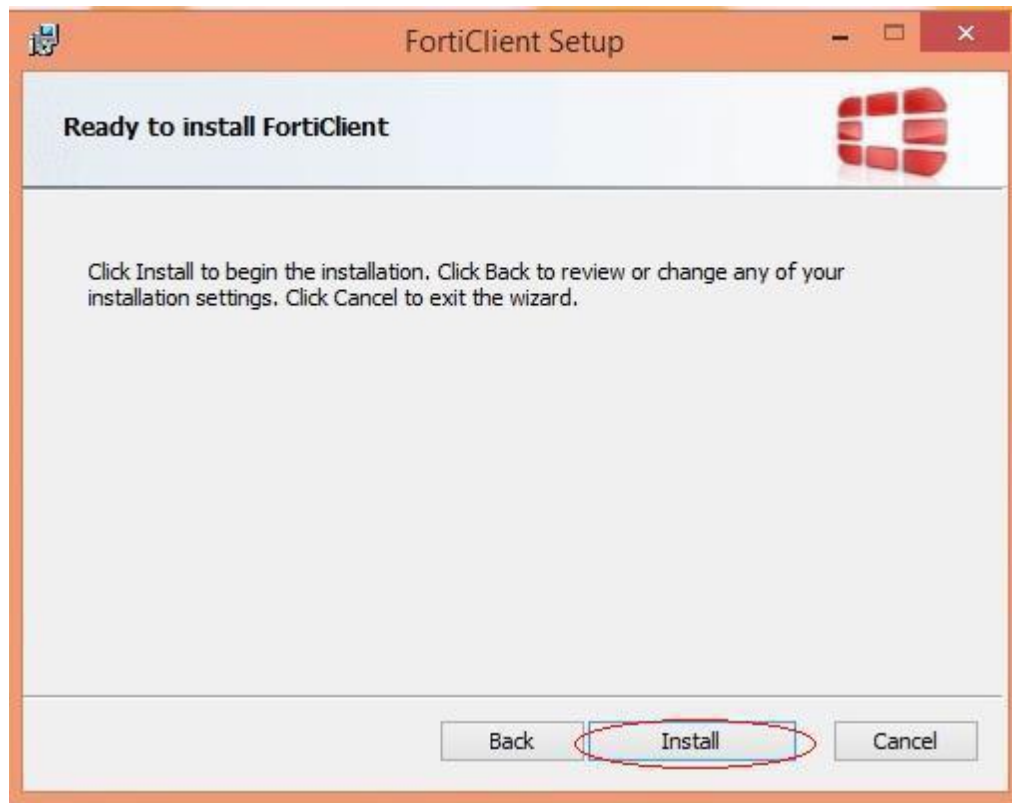 FortiClient Setup
Ready to install FortiClient
Click Install to begin the installation. Click Back to review or change any of your
installation settings. Click Cancel to exit the wizard.
Back Install Cancel